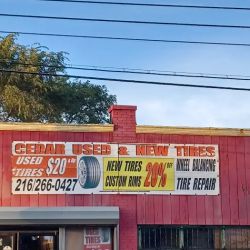 CEDAR USED & NEW TIRES
USED $20 & UP
TIRES
216/266-0427
NEW TIRES
CUSTOM RIMS
20% OFF
WHEEL BALANCING
TIRE REPAIR